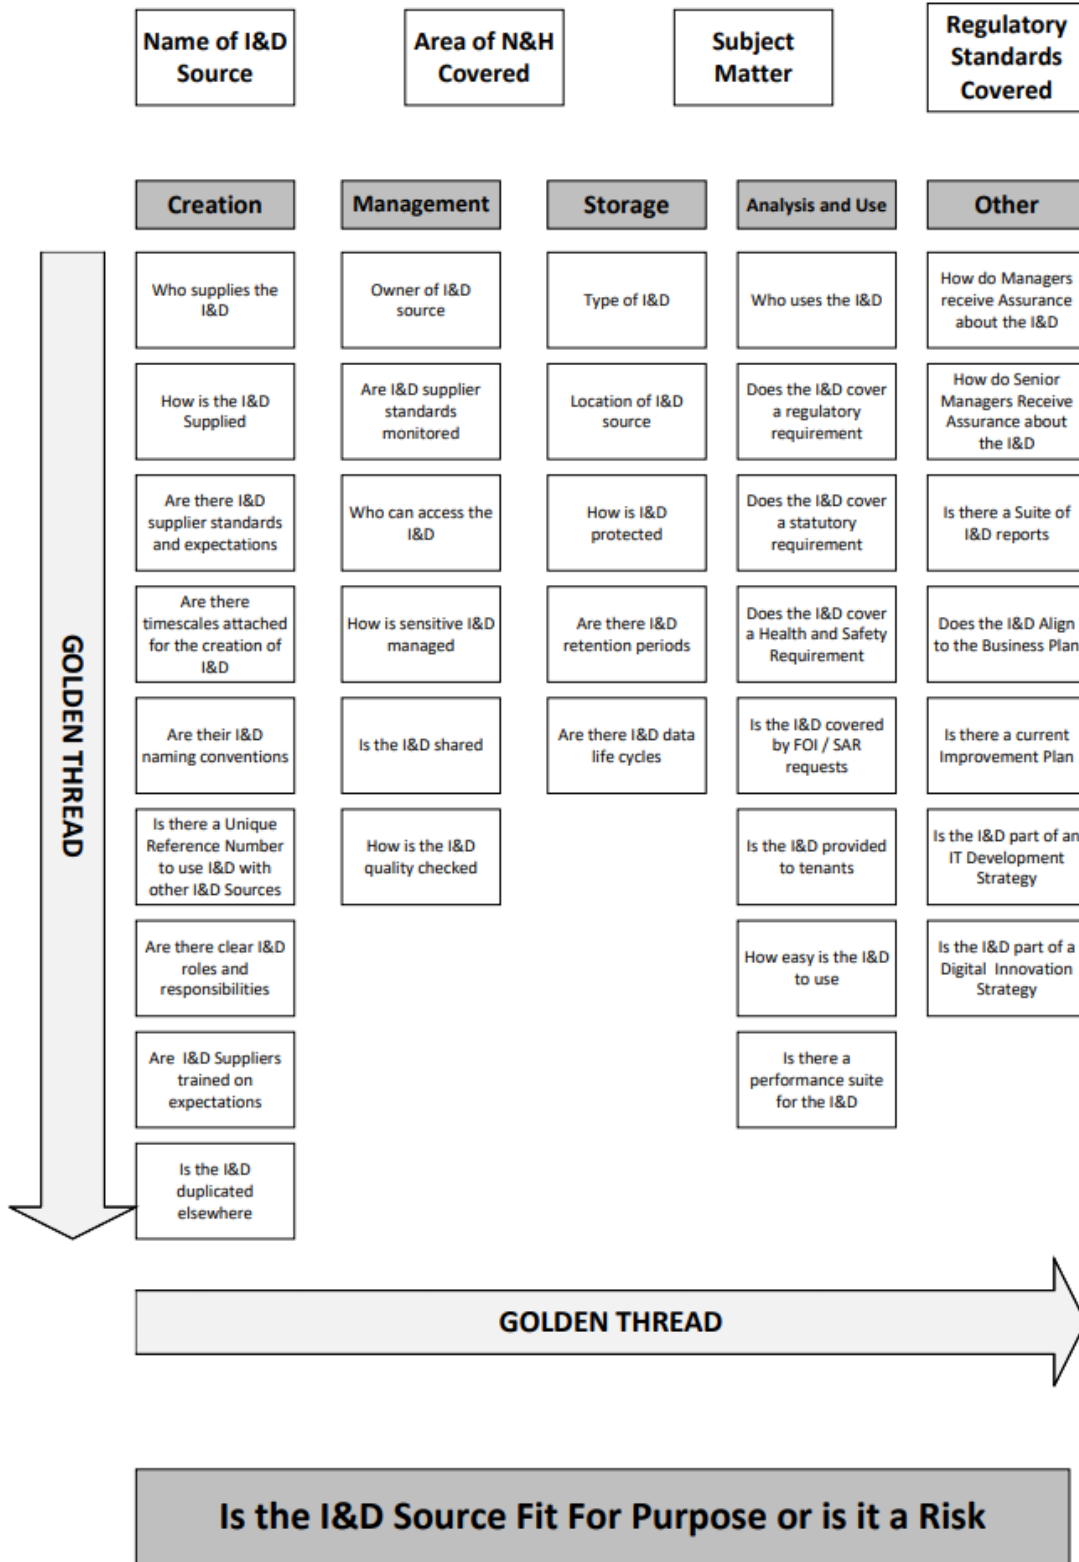 Name of I&D
Source
Area of N&H
Covered
Subject
Matter
Regulatory
Standards
Covered
Creation
Management
Storage
Analysis and Use
Other
GOLDEN THREAD
Who supplies the
I&D
How is the I&D
Supplied
Are there I&D
supplier standards
and expectations
Are there
timescales attached
for the creation of
I&D
Are their I&D
naming conventions
Is there a Unique
Reference Number
to use I&D with
other I&D Sources
Are there clear I&D
roles and
responsibilities
Are I&D Suppliers
trained on
expectations
Is the I&D
duplicated
elsewhere
Owner of I&D
source
Are I&D supplier
standards
monitored
Who can access the
I&D
How is sensitive I&D
managed
Is the I&D shared
How is the I&D
quality checked
Type of I&D
Location of I&D
source
How is I&D
protected
Are there I&D
retention periods
Are there I&D data
life cycles
Who uses the I&D
Does the I&D cover
a regulatory
requirement
Does the I&D cover
a statutory
requirement
Does the I&D cover
a Health and Safety
Requirement
Is the I&D covered
by FOI / SAR
requests
Is the I&D provided
to tenants
How easy is the I&D
to use
Is there a
performance suite
for the I&D
How do Managers
receive Assurance
about the I&D
How do Senior
Managers Receive
Assurance about
the I&D
Is there a Suite of
I&D reports
Does the I&D Align
to the Business Plan
Is there a current
Improvement Plan
Is the I&D part of an
IT Development
Strategy
Is the I&D part of a
Digital Innovation
Strategy
GOLDEN THREAD
Is the I&D Source Fit For Purpose or is it a Risk